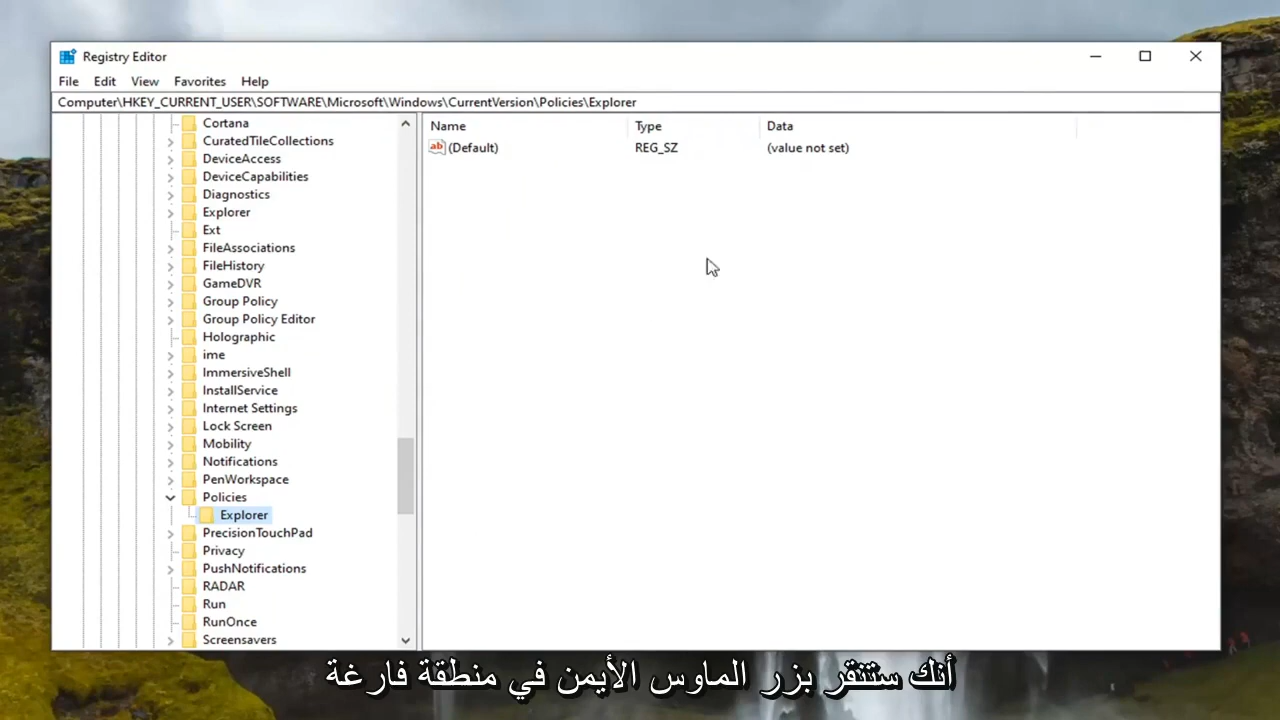 Registry Editor
File Edit View Favorites Help
Computer\HKEY_CURRENT_USER\SOFTWARE\Microsoft\Windows\CurrentVersion\Policies\Explorer
Name Type Data
ab (Default) REG_SZ (value not set)
Cortana
CuratedTileCollections
DeviceAccess
DeviceCapabilities
Diagnostics
Explorer
Ext
FileAssociations
FileHistory
GameDVR
Group Policy
Group Policy Editor
Holographic
ime
ImmersiveShell
InstallService
Internet Settings
Lock Screen
Mobility
Notifications
PenWorkspace
Policies
Explorer
PrecisionTouchPad
Privacy
PushNotifications
RADAR
Run
RunOnce
Screensavers
أنك ستنقر بزر الماوس الأيمن في منطقة فارغة